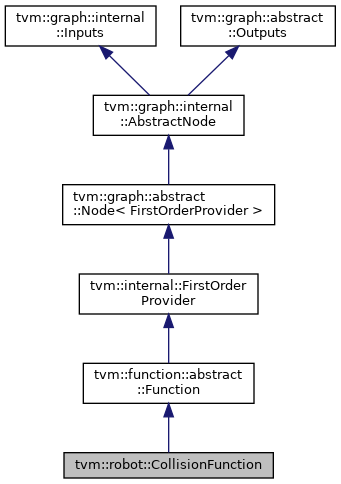 tvm::graph::internal
::Inputs
tvm::graph::abstract
::Outputs
tvm::graph::internal
::AbstractNode
tvm::graph::abstract
::Node< FirstOrderProvider >
tvm::internal::FirstOrder
Provider
tvm::function::abstract
::Function
tvm::robot::CollisionFunction